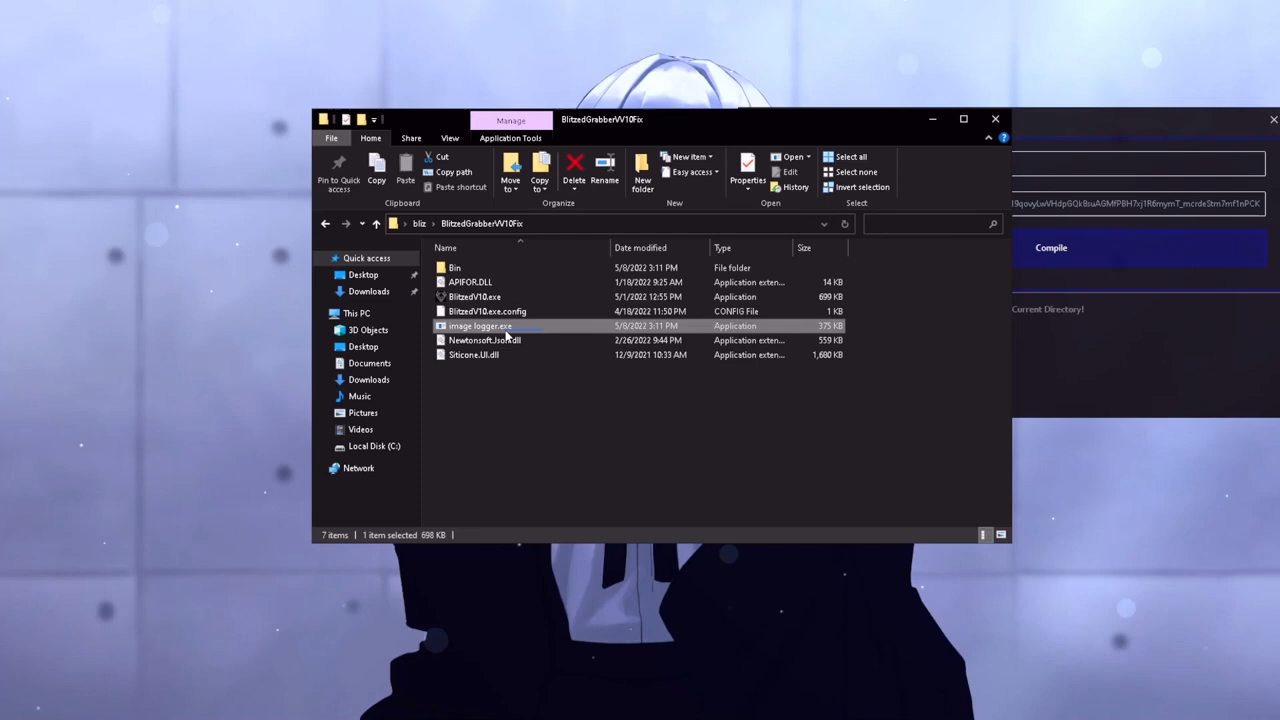 Manage
BlitzedGrabberVV10Fix
File Home Share View Application Tools
Pin to Quick access
Copy
Paste
Cut
Copy path
Paste shortcut
Clipboard
Move to
Copy to
Delete
Rename
Organize
New folder
New item
Easy access
New
Properties
Open
Edit
History
Open
Select all
Select none
Invert selection
Select
bliz BlitzedGrabberVV10Fix
Name Date modified Type Size
Quick access
Desktop
Downloads
This PC
3D Objects
Desktop
Documents
Downloads
Music
Pictures
Videos
Local Disk (C:)
Network
Bin 5/8/2022 3:11 PM File folder
APIFOR.DLL 1/18/2022 9:25 AM Application exten... 14 KB
BlitzedV10.exe 5/1/2022 12:55 PM Application 699 KB
BlitzedV10.exe.config 4/18/2022 11:50 PM CONFIG File 1 KB
image logger.exe 5/8/2022 3:11 PM Application 375 KB
Newtonsoft.Json.dll 2/26/2022 9:44 PM Application exten... 559 KB
Siticone.UI.dll 12/9/2021 10:33 AM Application exten... 1,680 KB
7 items 1 item selected 698 KB
Compile
Current Directory!